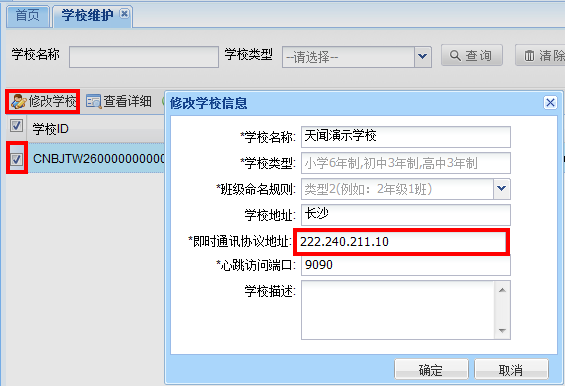 首页 学校维护
学校名称 学校类型 --请选择-- 查询 清除
修改学校 查看详细
学校ID
CNBJTW26000000000
修改学校信息
*学校名称: 天闻演示学校
*学校类型: 小学6年制,初中3年制,高中3年制
*班级命名规则: 类型2(例如：2年级1班)
学校地址: 长沙
*即时通讯协议地址: 222.240.211.10
*心跳访问端口: 9090
学校描述:
确定 取消